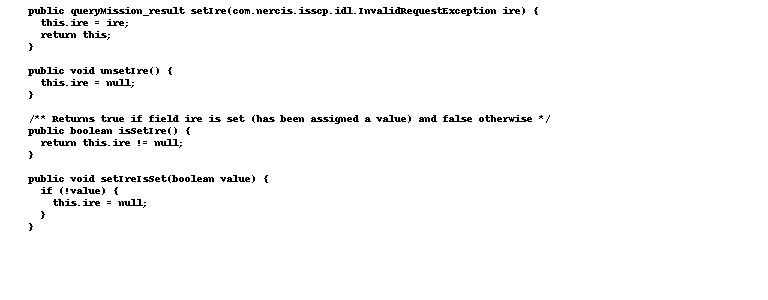 public queryMission_result setIre(com.nercis.isscp.idl.InvalidRequestException ire) {
this.ire = ire;
return this;
}
public void unsetIre() {
this.ire = null;
}
/** Returns true if field ire is set (has been assigned a value) and false otherwise */
public boolean isSetIre() {
return this.ire != null;
}
public void setIreIsSet(boolean value) {
if (!value) {
this.ire = null;
}
}